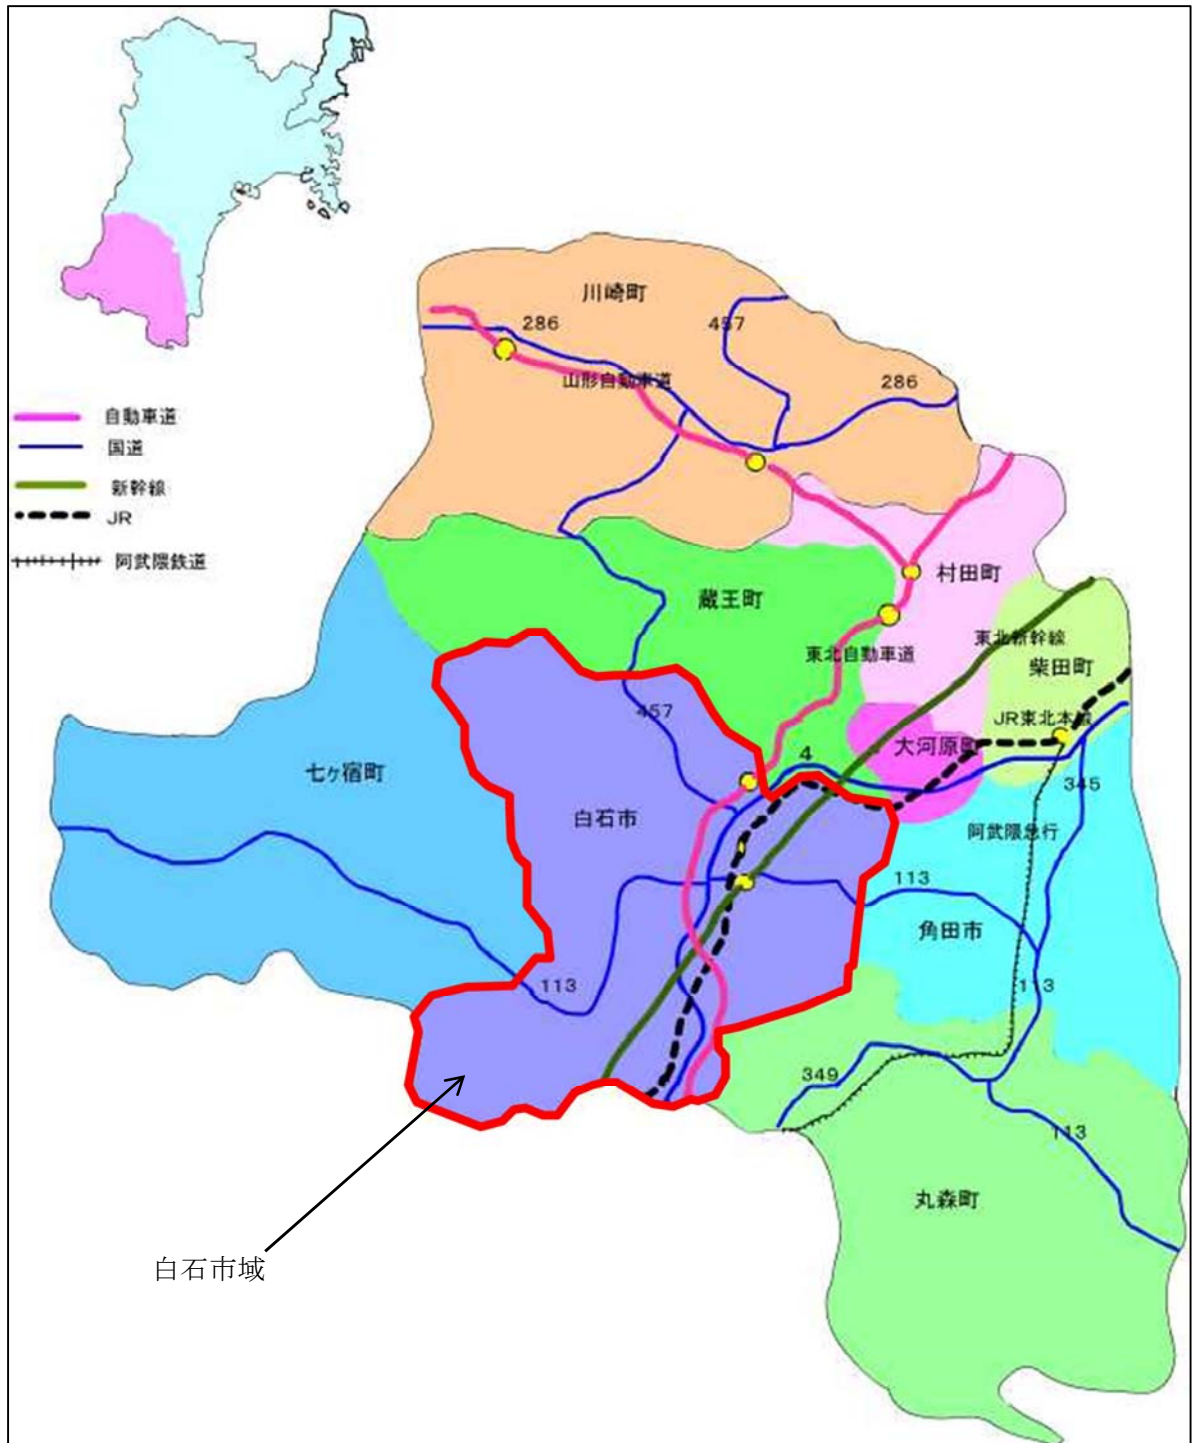 川崎町
286
457
山形自動車道
286
自動車道
国道
新幹線
JR
阿武隈鉄道
村田町
蔵王町
東北新幹線
東北自動車道
柴田町
457
JR東北本線
大河原町
4
七ヶ宿町
345
白石市
阿武隈急行
113
角田市
113
113
349
113
丸森町
白石市域